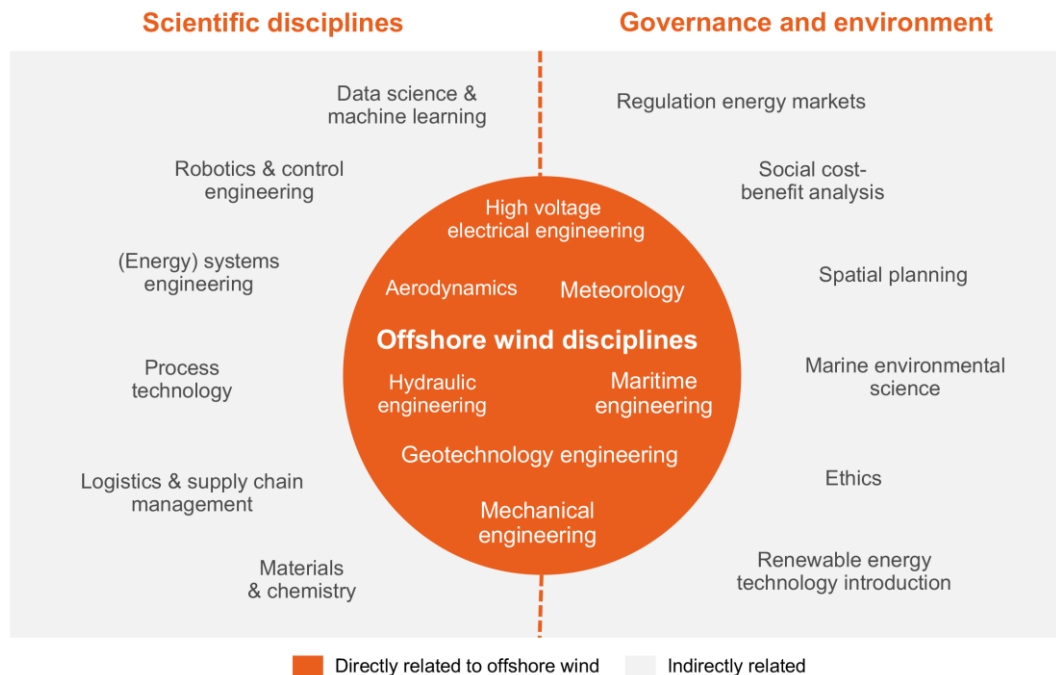 Scientific disciplines
Governance and environment
Data science &
machine learning
Robotics & control
engineering
(Energy) systems
engineering
Process
technology
Logistics & supply chain
management
Materials
& chemistry
High voltage
electrical engineering
Aerodynamics
Meteorology
Offshore wind disciplines
Hydraulic
engineering
Maritime
engineering
Geotechnology engineering
Mechanical
engineering
Regulation energy markets
Social cost-
benefit analysis
Spatial planning
Marine environmental
science
Ethics
Renewable energy
technology introduction
Directly related to offshore wind
Indirectly related